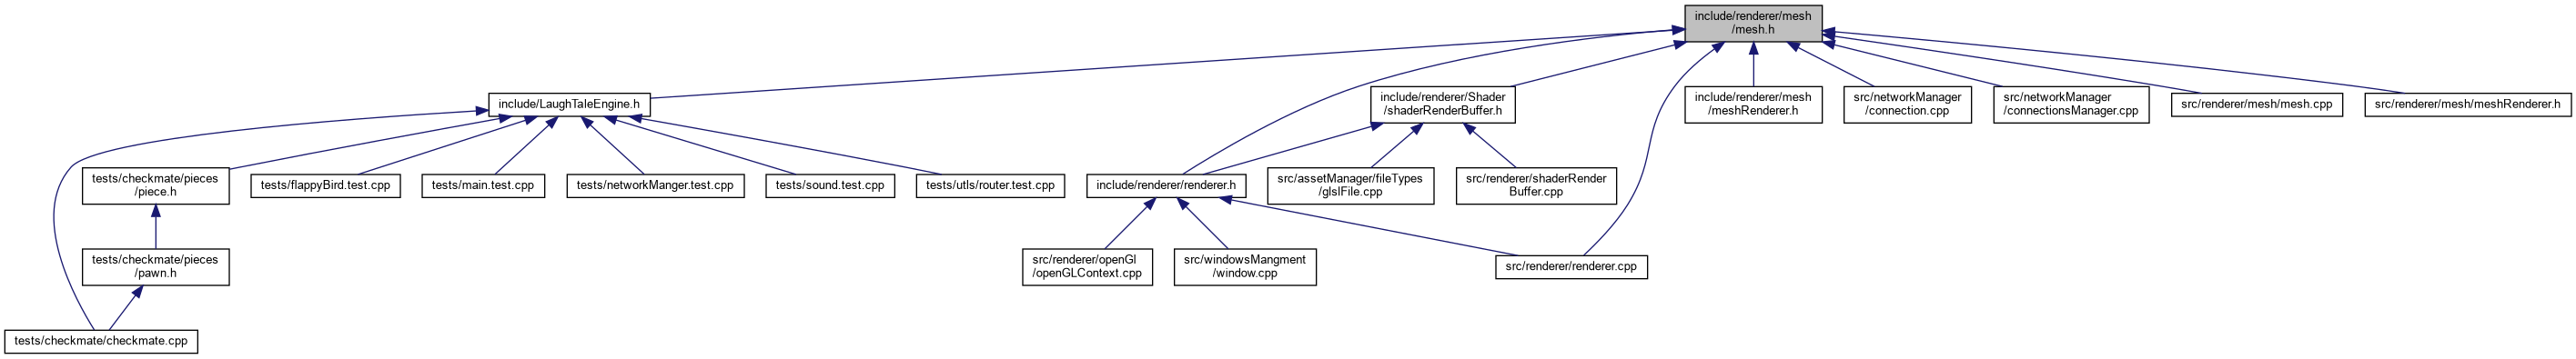 include/renderer/mesh
/mesh.h
include/LaughTaleEngine.h
include/renderer/Shader
/shaderRenderBuffer.h
include/renderer/mesh
/meshRenderer.h
src/networkManager
/connection.cpp
src/networkManager
/connectionsManager.cpp
src/renderer/mesh/mesh.cpp
src/renderer/mesh/meshRenderer.h
tests/checkmate/pieces
/piece.h
tests/flappyBird.test.cpp
tests/main.test.cpp
tests/networkManger.test.cpp
tests/sound.test.cpp
tests/utls/router.test.cpp
include/renderer/renderer.h
src/assetManager/fileTypes
/glslFile.cpp
src/renderer/shaderRender
Buffer.cpp
tests/checkmate/pieces
/pawn.h
src/renderer/openGl
/openGLContext.cpp
src/windowsMangment
/window.cpp
src/renderer/renderer.cpp
tests/checkmate/checkmate.cpp